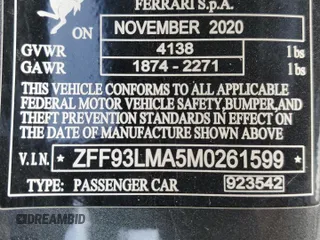 FERRARI S.p.A.
ON NOVEMBER 2020
GVWR 4138 lbs
GAWR 1874 - 2271 lbs
THIS VEHICLE CONFORMS TO ALL APPLICABLE
FEDERAL MOTOR VEHICLE SAFETY, BUMPER, AND
THEFT PREVENTION STANDARDS IN EFFECT ON
THE DATE OF MANUFACTURE SHOWN ABOVE.
V.I.N. * ZFF93LMA5M0261599 *
TYPE: PASSENGER CAR 923542
DREAMBID